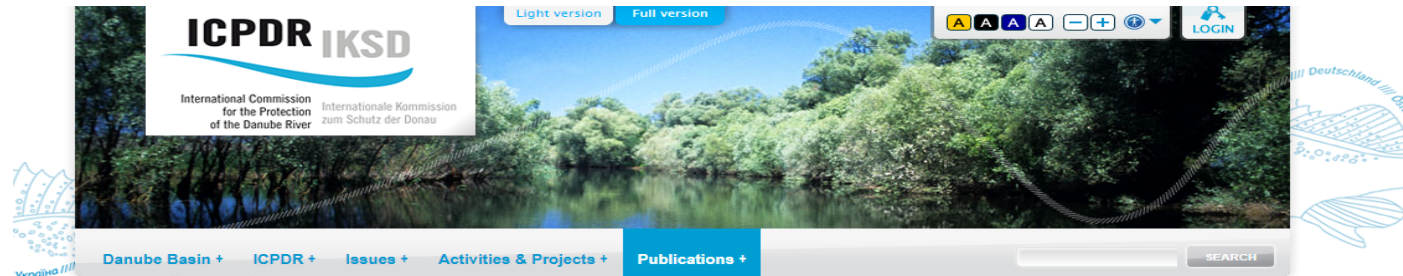 Light version Full version
A A A A
LOGIN
ICPDR IKSD
International Commission
for the Protection
of the Danube River
Internationale Kommission
zum Schutz der Donau
Deutschland ////
Україна ////
Danube Basin + ICPDR + Issues + Activities & Projects + Publications +
SEARCH